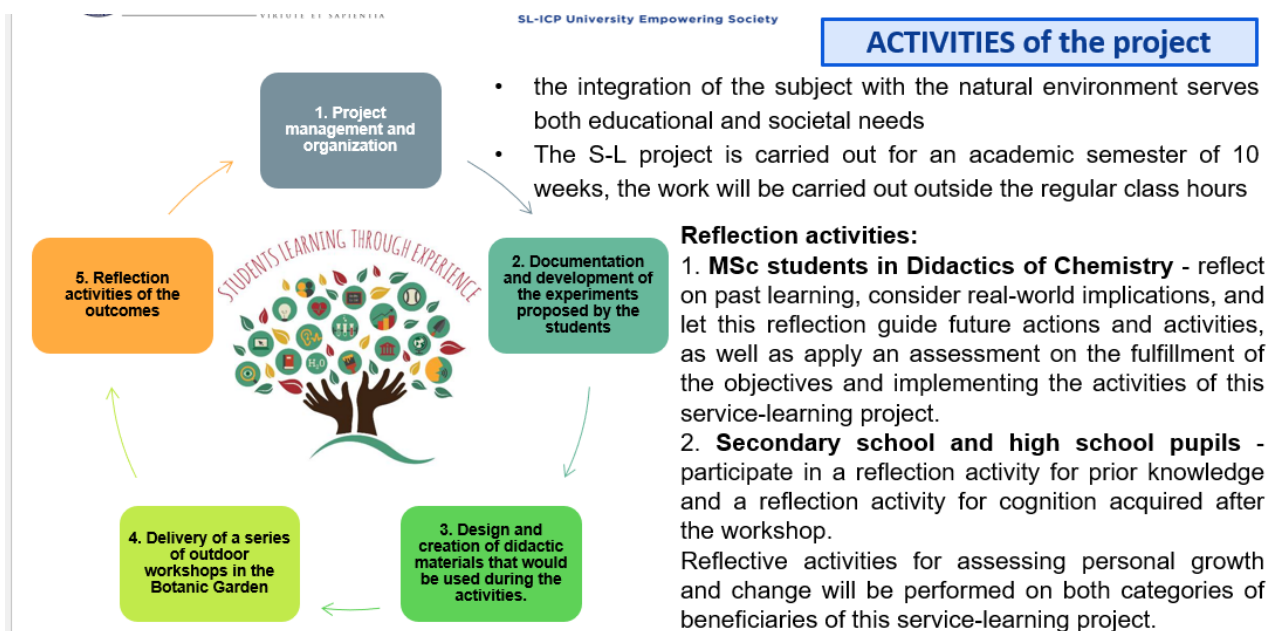 VIRTUTE ET SAPIENTIA
SL-ICP University Empowering Society
ACTIVITIES of the project
1. Project
management and
organization
2. Documentation
and development of
the experiments
proposed by the
students
3. Design and
creation of didactic
materials that would
be used during the
activities.
4. Delivery of a series
of outdoor
workshops in the
Botanic Garden
5. Reflection
activities of the
outcomes
STUDENTS LEARNING THROUGH EXPERIENCE
H₂O
• the integration of the subject with the natural environment serves
both educational and societal needs
• The S-L project is carried out for an academic semester of 10
weeks, the work will be carried out outside the regular class hours
Reflection activities:
1. MSc students in Didactics of Chemistry - reflect
on past learning, consider real-world implications, and
let this reflection guide future actions and activities,
as well as apply an assessment on the fulfillment of
the objectives and implementing the activities of this
service-learning project.
2. Secondary school and high school pupils -
participate in a reflection activity for prior knowledge
and a reflection activity for cognition acquired after
the workshop.
Reflective activities for assessing personal growth
and change will be performed on both categories of
beneficiaries of this service-learning project.